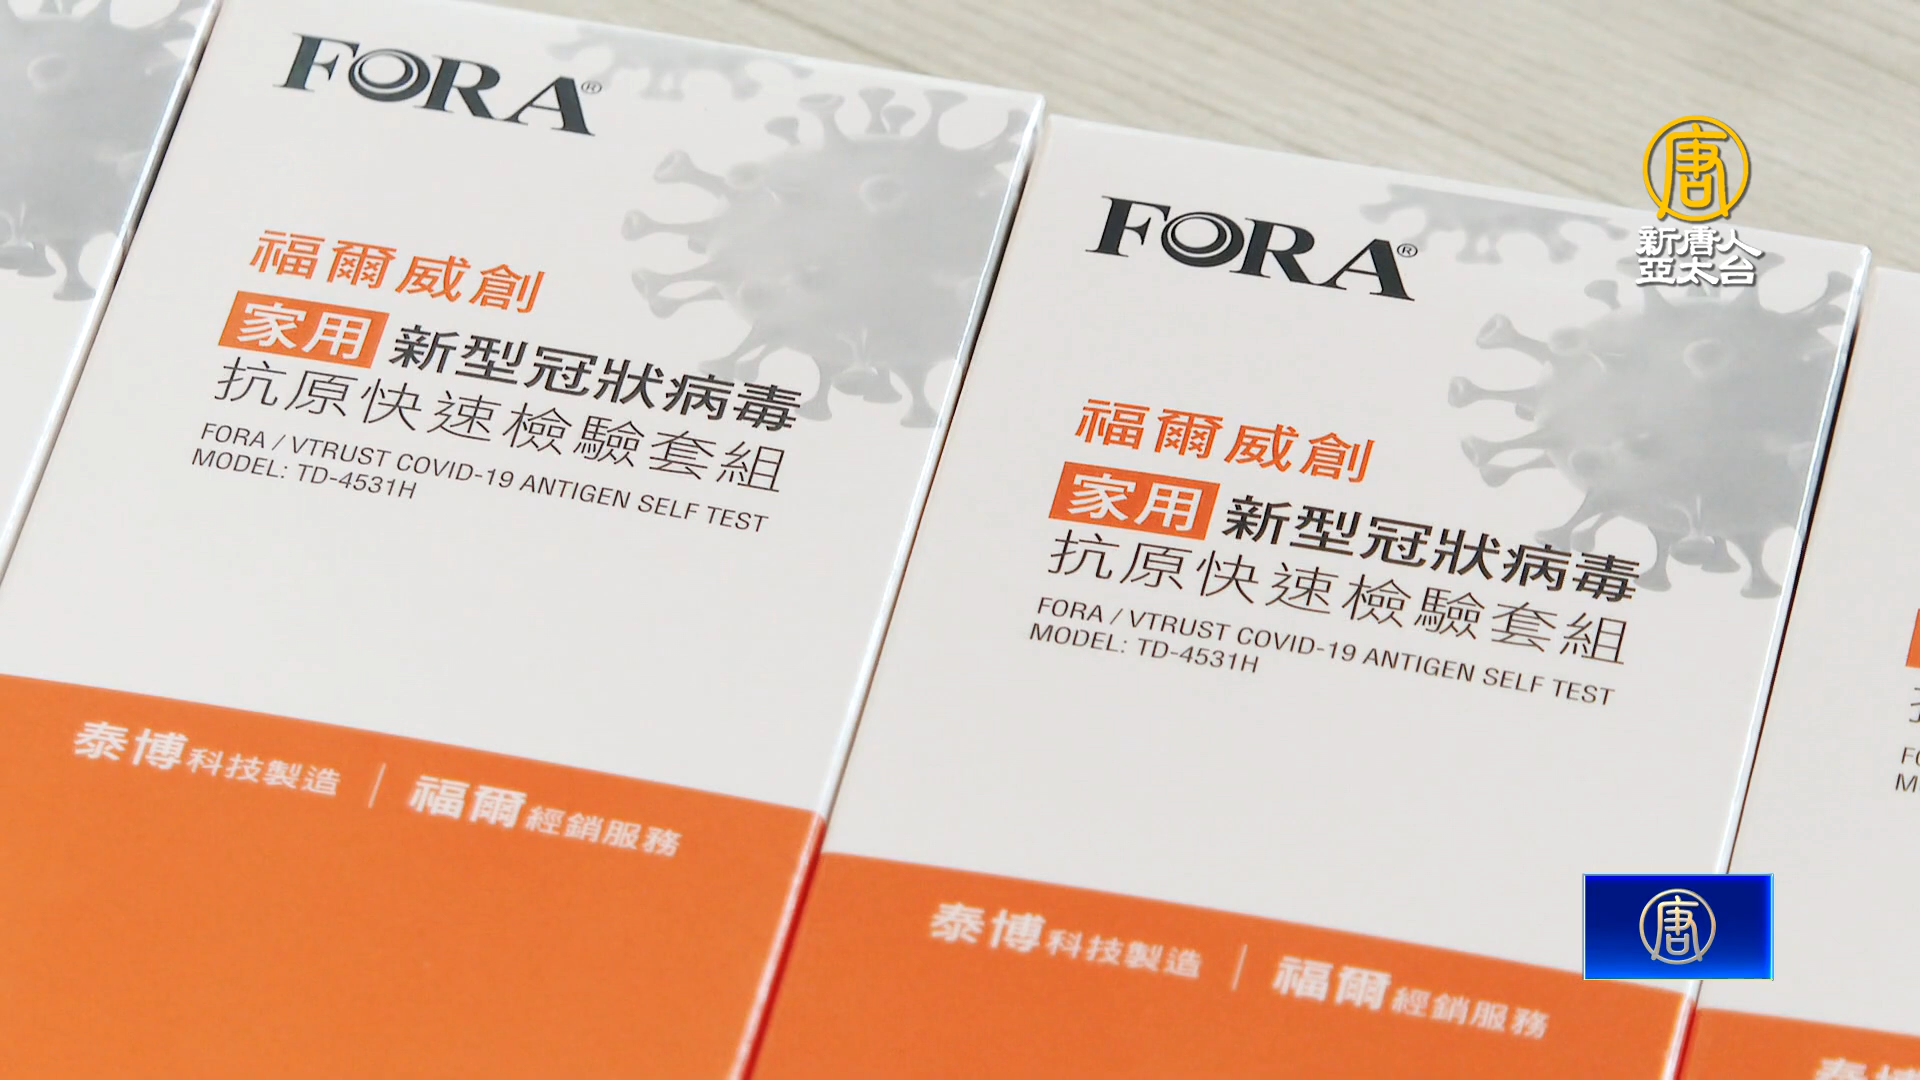 FORA®
福爾威創
家用 新型冠狀病毒
抗原快速檢驗套組
FORA / VTRUST COVID-19 ANTIGEN SELF TEST
MODEL: TD-4531H
泰博科技製造 | 福爾經銷服務
FORA®
福爾威創
家用 新型冠狀病毒
抗原快速檢驗套組
FORA / VTRUST COVID-19 ANTIGEN SELF TEST
MODEL: TD-4531H
泰博科技製造 | 福爾經銷服務
唐
新唐人
亞太台
唐